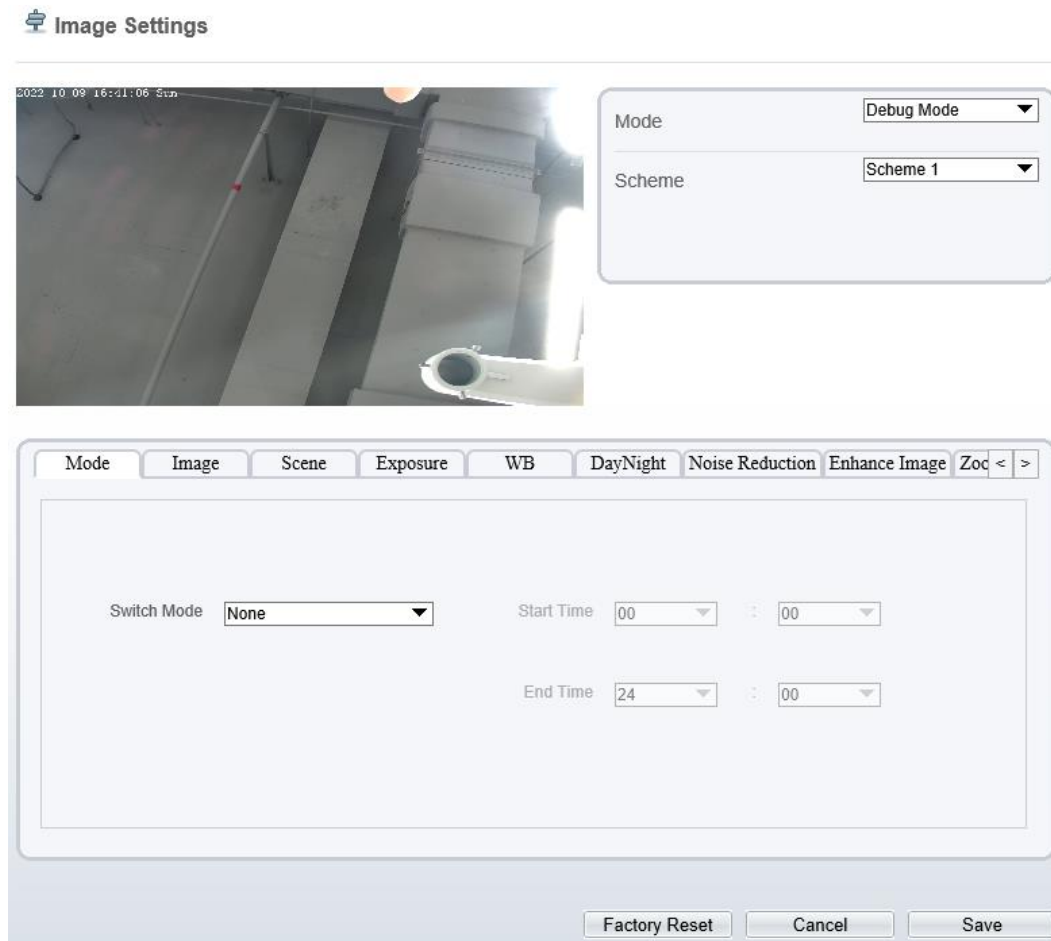 Image Settings
2022 10 09 16:41:06 Sun
Mode Debug Mode
Scheme Scheme 1
Mode Image Scene Exposure WB DayNight Noise Reduction Enhance Image Zoo < >
Switch Mode None Start Time 00 : 00
End Time 24 : 00
Factory Reset Cancel Save